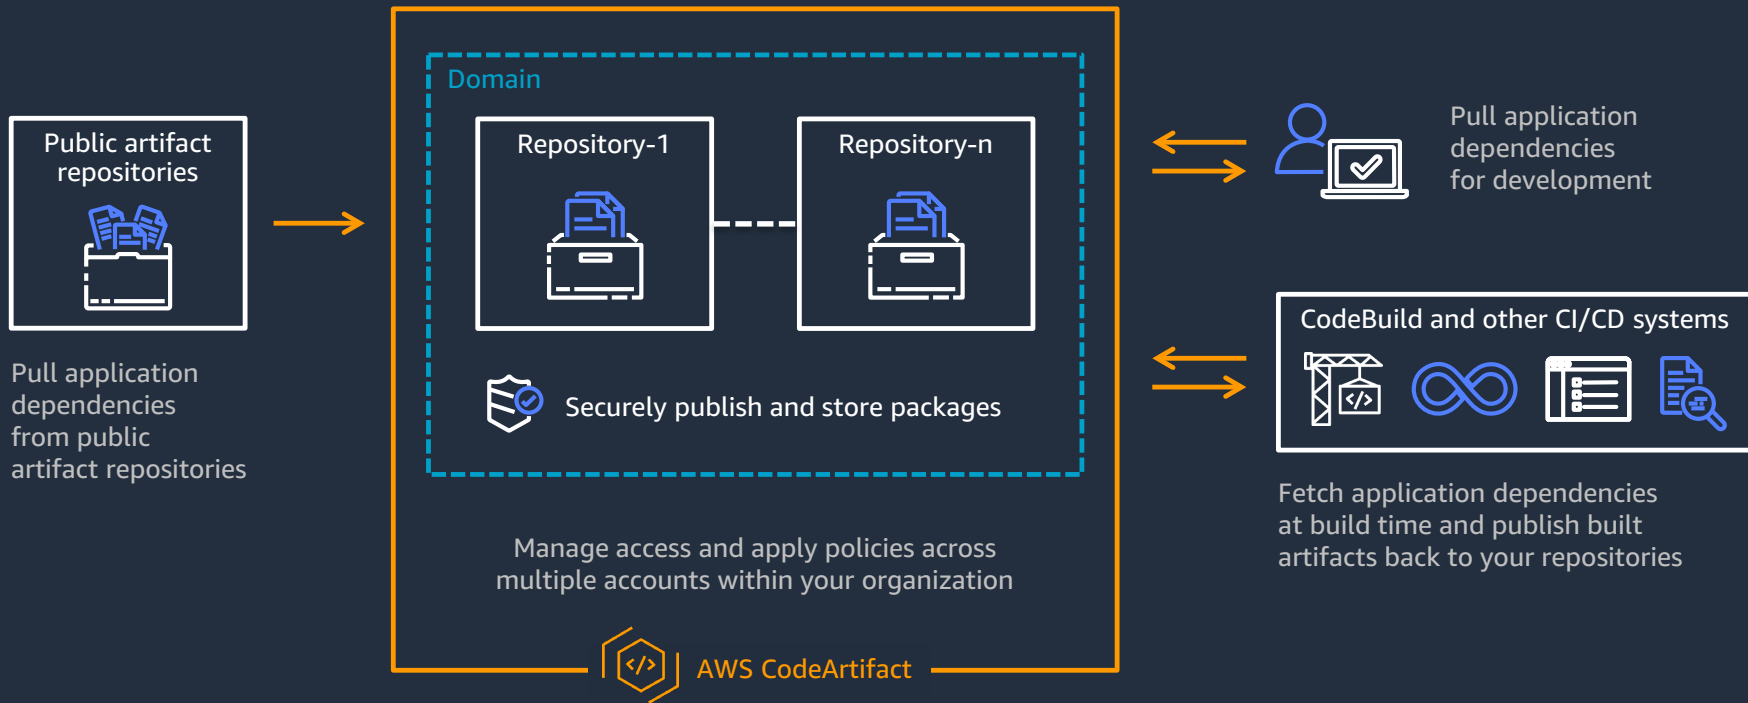 Public artifact
repositories
Pull application
dependencies
from public
artifact repositories
Domain
Repository-1
Repository-n
Securely publish and store packages
Manage access and apply policies across
multiple accounts within your organization
</>
AWS CodeArtifact
Pull application
dependencies
for development
CodeBuild and other CI/CD systems
</>
Fetch application dependencies
at build time and publish built
artifacts back to your repositories